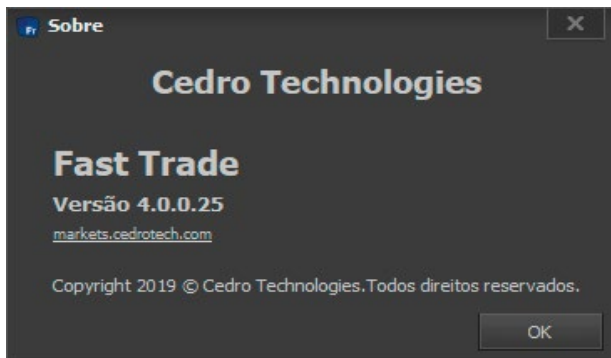 Fr Sobre
Cedro Technologies
Fast Trade
Versão 4.0.0.25
markets.cedrotech.com
Copyright 2019 © Cedro Technologies.Todos direitos reservados.
OK